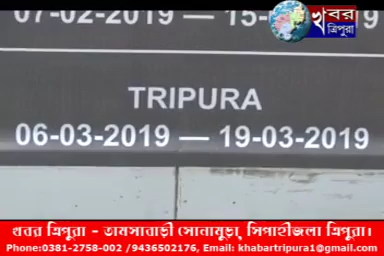 07-02-2019 — 15-
9
খবর
ত্রিপুরা
TRIPURA
06-03-2019 — 19-03-2019
খবর ত্রিপুরা - তামসাবাড়ী সোনামুড়া, সিপাহীজলা ত্রিপুরা।
Phone:0381-2758-002 /9436502176, Email: khabartripura1@gmail.com